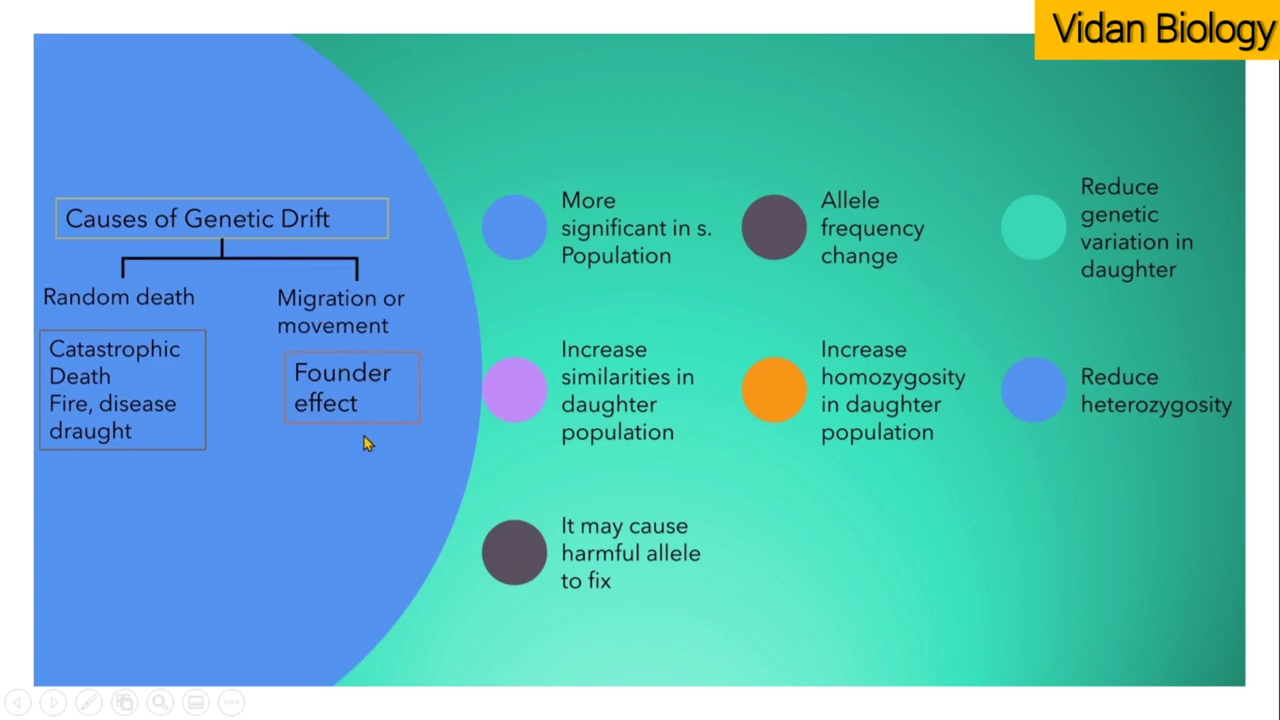 Vidan Biology
Causes of Genetic Drift
Random death
Catastrophic
Death
Fire, disease
draught
Migration or
movement
Founder
effect
More
significant in s.
Population
Allele
frequency
change
Reduce
genetic
variation in
daughter
Increase
similarities in
daughter
population
Increase
homozygosity
in daughter
population
Reduce
heterozygosity
It may cause
harmful allele
to fix